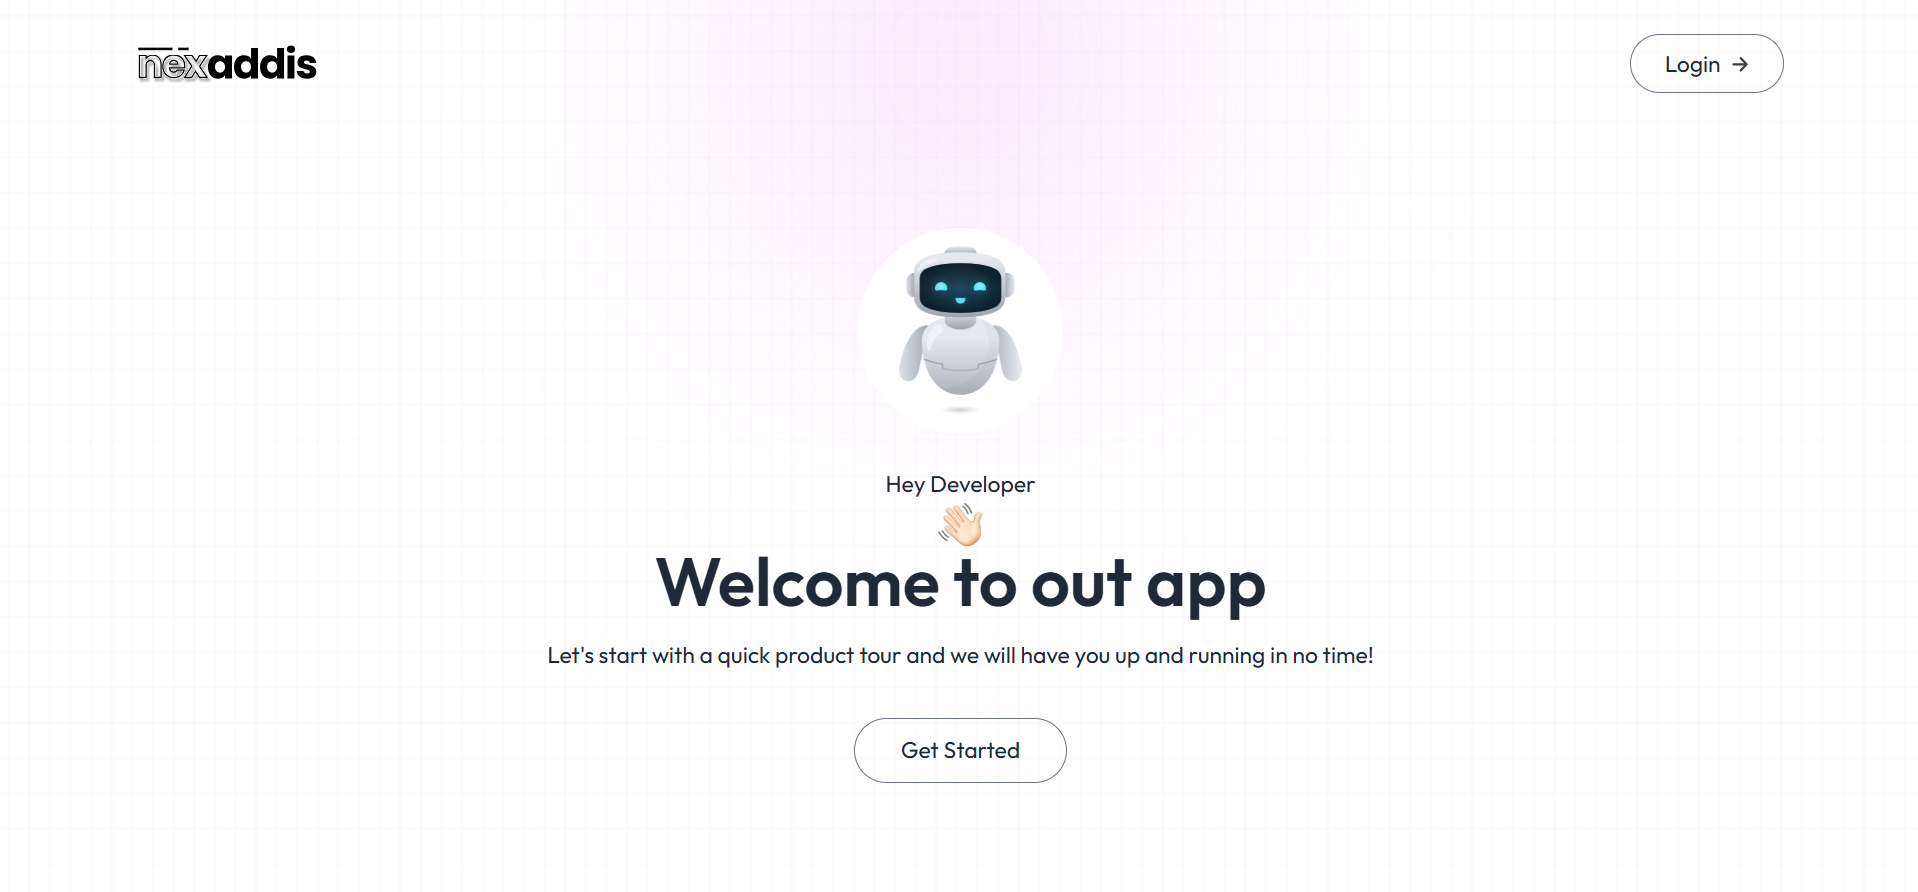 nexaddis
Login
Hey Developer
Welcome to out app
Let's start with a quick product tour and we will have you up and running in no time!
Get Started